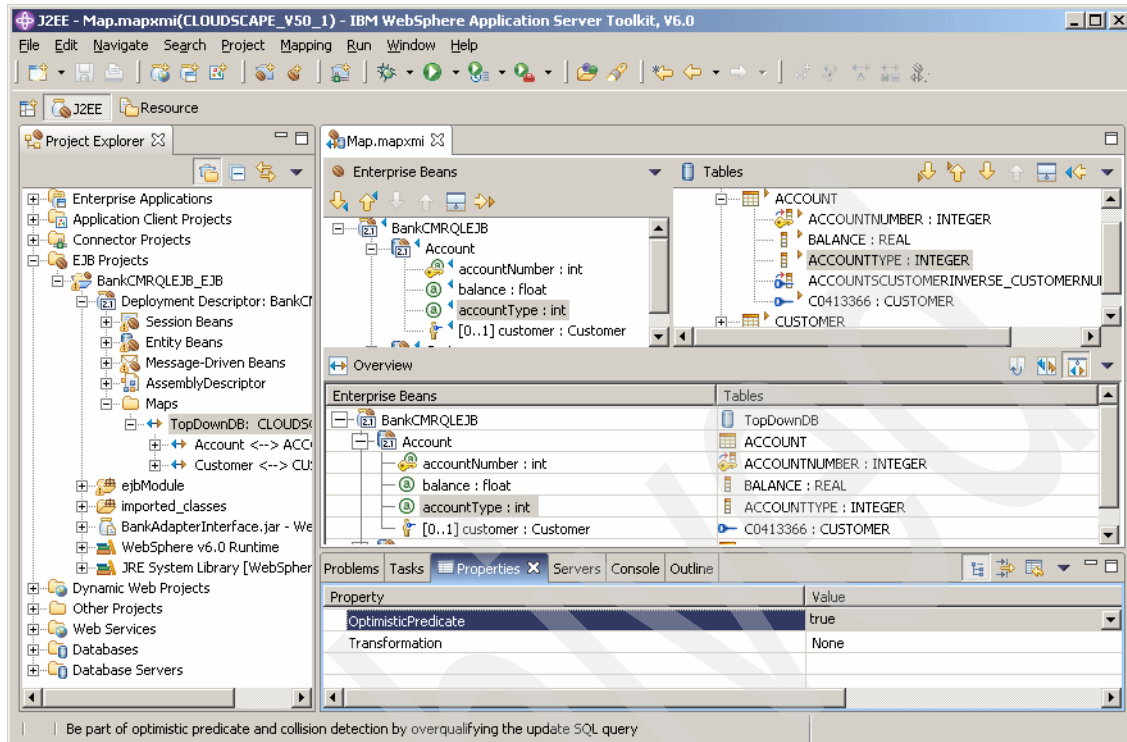 J2EE - Map.mapxmi(CLOUDSCAPE_V50_1) - IBM WebSphere Application Server Toolkit, V6.0
File Edit Navigate Search Project Mapping Run Window Help
J2EE Resource
Project Explorer
Enterprise Applications
Application Client Projects
Connector Projects
EJB Projects
BankCMRQLEJB_EJB
Deployment Descriptor: BankCM
Session Beans
Entity Beans
Message-Driven Beans
AssemblyDescriptor
Maps
TopDownDB: CLOUDS
Account <--> ACC
Customer <--> CU
ejbModule
imported_classes
BankAdapterInterface.jar - We
WebSphere v6.0 Runtime
JRE System Library [WebSpher
Dynamic Web Projects
Other Projects
Web Services
Databases
Database Servers
Map.mapxmi
Enterprise Beans
BankCMRQLEJB
Account
accountNumber : int
balance : float
accountType : int
[0..1] customer : Customer
Tables
ACCOUNT
ACCOUNTNUMBER : INTEGER
BALANCE : REAL
ACCOUNTTYPE : INTEGER
ACCOUNTSCUSTOMERINVERSE_CUSTOMERNU
C0413366 : CUSTOMER
CUSTOMER
Overview
Enterprise Beans Tables
BankCMRQLEJB TopDownDB
Account ACCOUNT
accountNumber : int ACCOUNTNUMBER : INTEGER
balance : float BALANCE : REAL
accountType : int ACCOUNTTYPE : INTEGER
[0..1] customer : Customer C0413366 : CUSTOMER
Problems Tasks Properties Servers Console Outline
Property Value
OptimisticPredicate true
Transformation None
Be part of optimistic predicate and collision detection by overqualifying the update SQL query